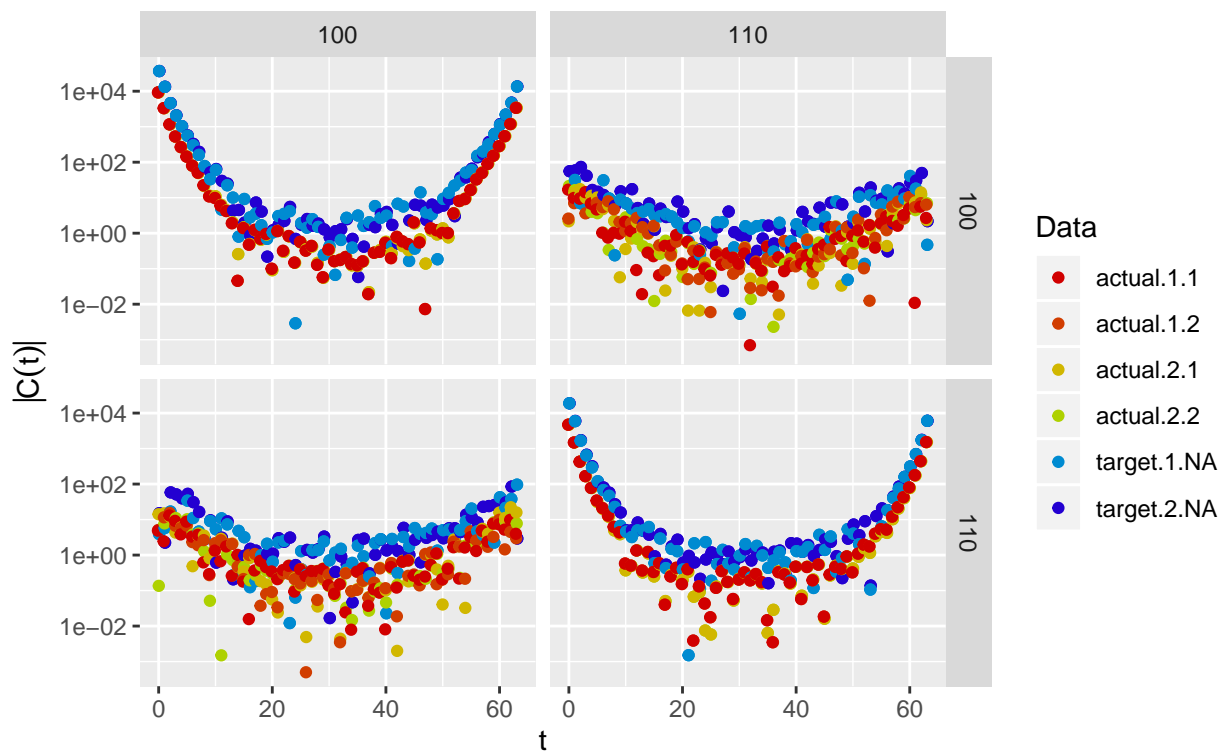 100
110
1e+04
1e+02
1e+00
1e−02
100
1e+04
1e+02
1e+00
1e−02
110
0
20
40
60
0
20
40
60
t
|C(t)|
Data
actual.1.1
actual.1.2
actual.2.1
actual.2.2
target.1.NA
target.2.NA